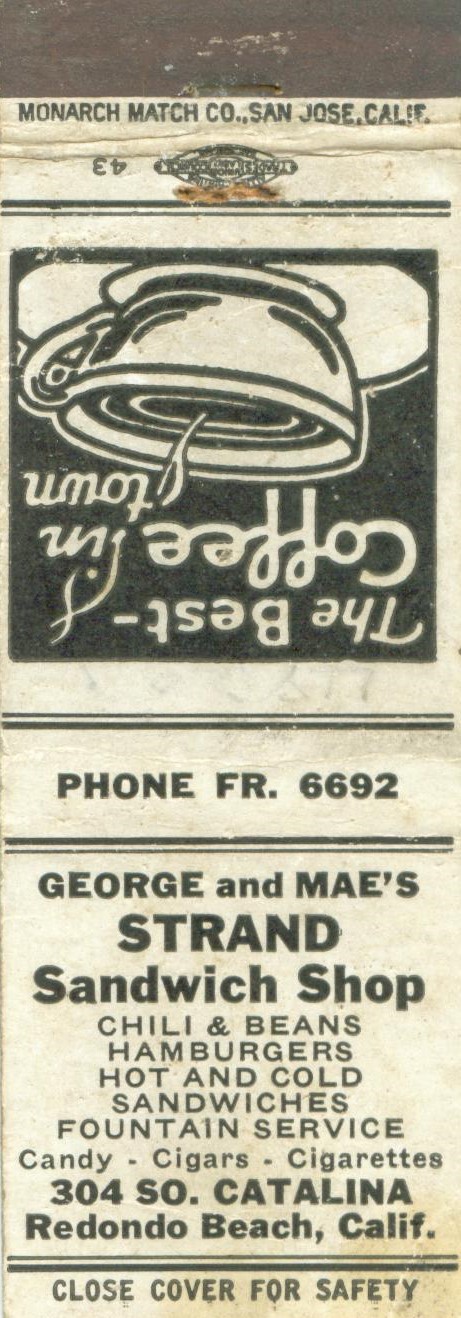 MONARCH MATCH CO., SAN JOSE, CALIF.
43
The Best
Coffee in
town
PHONE FR. 6692
GEORGE and MAE'S
STRAND
Sandwich Shop
CHILI & BEANS
HAMBURGERS
HOT AND COLD
SANDWICHES
FOUNTAIN SERVICE
Candy - Cigars - Cigarettes
304 SO. CATALINA
Redondo Beach, Calif.
CLOSE COVER FOR SAFETY